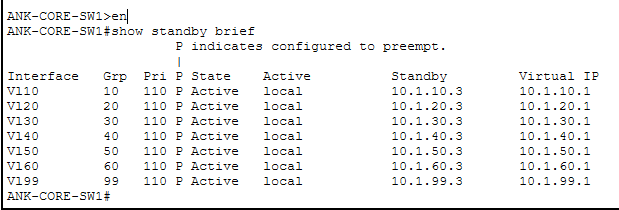 ANK-CORE-SW1>en
ANK-CORE-SW1#show standby brief
P indicates configured to preempt.
|
Interface Grp Pri P State Active Standby Virtual IP
Vl10 10 110 P Active local 10.1.10.3 10.1.10.1
Vl20 20 110 P Active local 10.1.20.3 10.1.20.1
Vl30 30 110 P Active local 10.1.30.3 10.1.30.1
Vl40 40 110 P Active local 10.1.40.3 10.1.40.1
Vl50 50 110 P Active local 10.1.50.3 10.1.50.1
Vl60 60 110 P Active local 10.1.60.3 10.1.60.1
Vl99 99 110 P Active local 10.1.99.3 10.1.99.1
ANK-CORE-SW1#